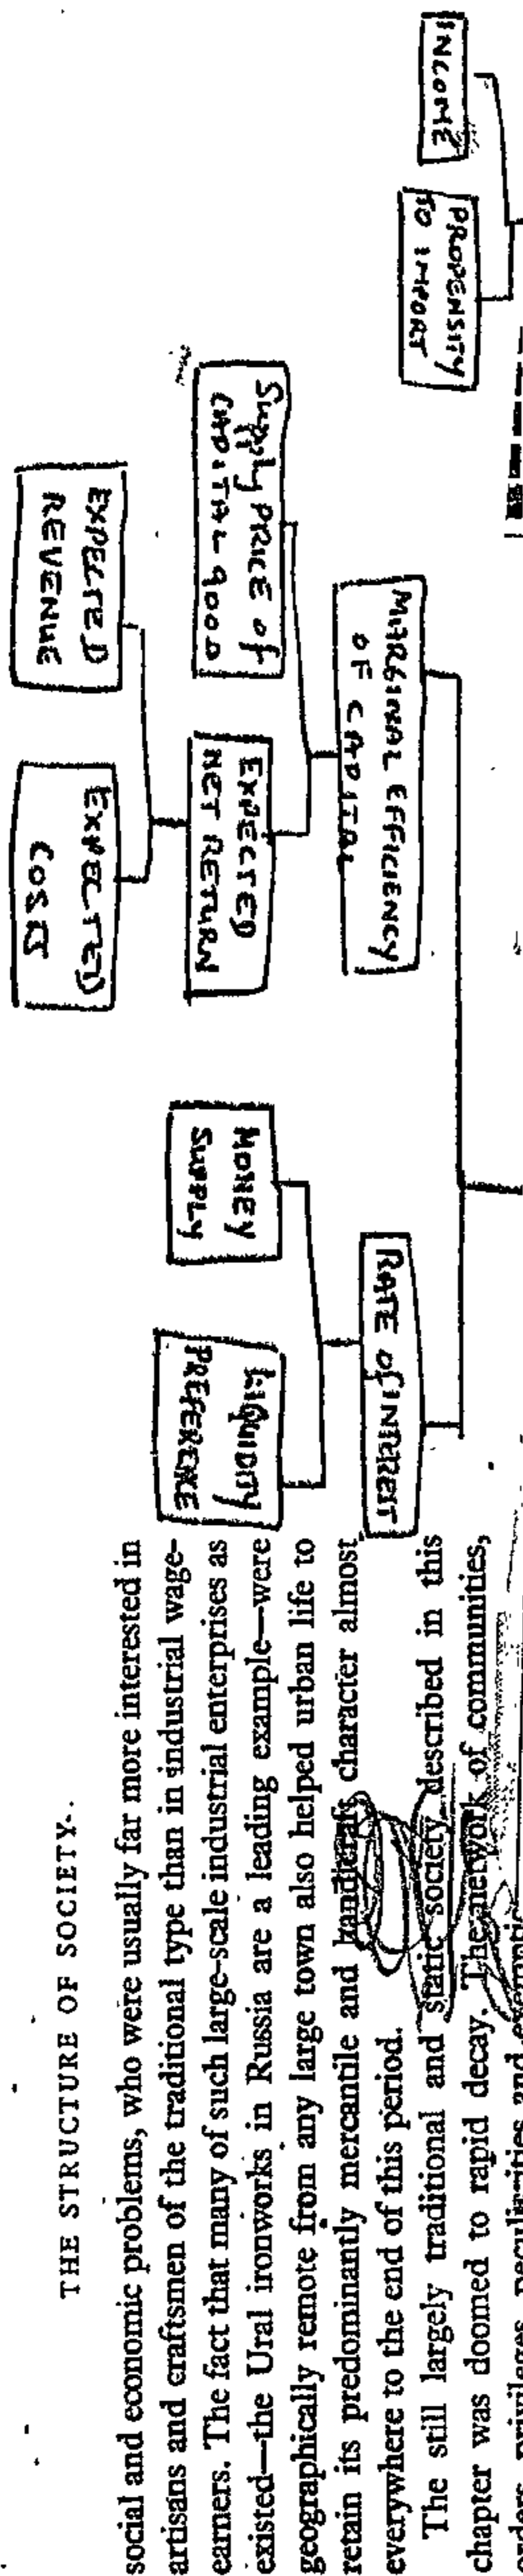 INCOME
PROPENSITY
TO IMPORT
MARGINAL EFFICIENCY
OF CAPITAL
RATE OF INTEREST
Supply PRICE of
CAPITAL good
EXPECTED
NET RETURN
MONEY
SUPPLY
LIQUIDITY
PREFERENCE
EXPECTED
REVENUE
EXPECTED
COSTS
THE STRUCTURE OF SOCIETY
social and economic problems, who were usually far more interested in
artisans and craftsmen of the traditional type than in industrial wage-
earners. The fact that many of such large-scale industrial enterprises as
existed—the Ural ironworks in Russia are a leading example—were
geographically remote from any large town also helped urban life to
retain its predominantly mercantile and handicraft character almost
everywhere to the end of this period.
The still largely traditional and static society described in this
chapter was doomed to rapid decay. The network of communities,
orders, privileges, peculiarities and